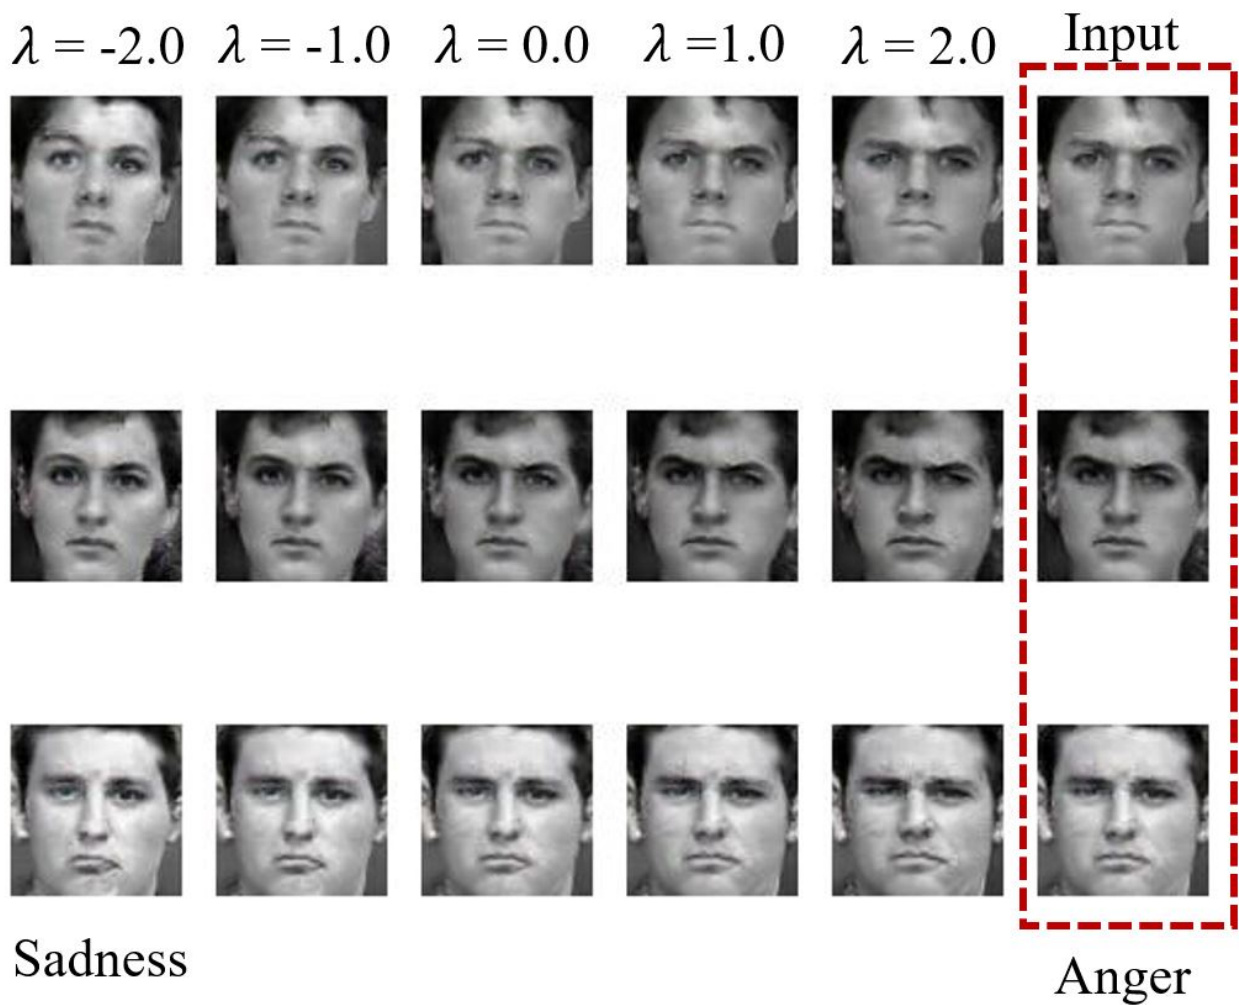 λ = -2.0 λ = -1.0 λ = 0.0 λ =1.0 λ = 2.0 Input
Sadness
Anger